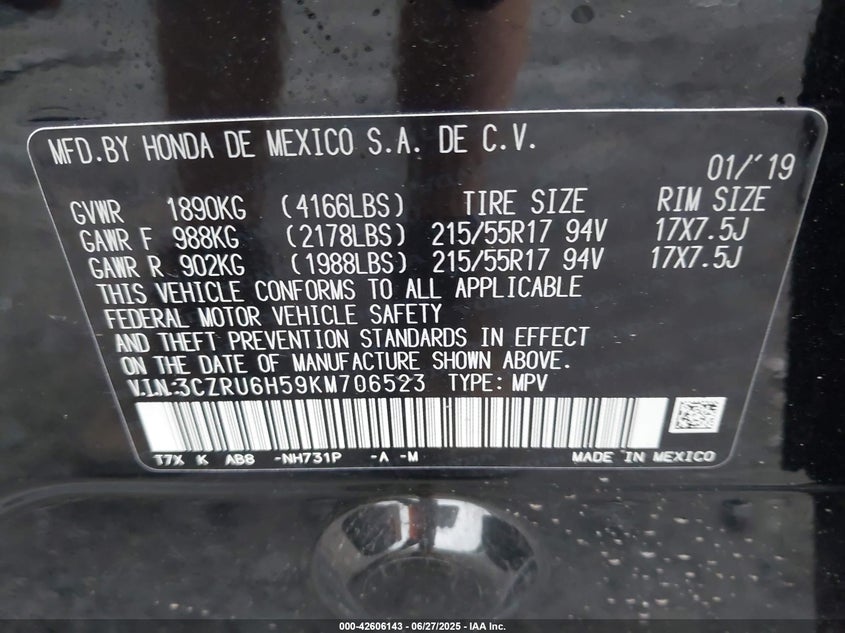 MFD.BY HONDA DE MEXICO S.A. DE C.V.
01/'19
GVWR 1890KG (4166LBS) TIRE SIZE RIM SIZE
GAWR F 988KG (2178LBS) 215/55R17 94V 17X7.5J
GAWR R 902KG (1988LBS) 215/55R17 94V 17X7.5J
THIS VEHICLE CONFORMS TO ALL APPLICABLE
FEDERAL MOTOR VEHICLE SAFETY
AND THEFT PREVENTION STANDARDS IN EFFECT
ON THE DATE OF MANUFACTURE SHOWN ABOVE.
V.I.N:3CZRU6H59KM706523 TYPE: MPV
T7X K AB8 -NH731P -A -M MADE IN MEXICO
000-42606143 - 06/27/2025 - IAA Inc.